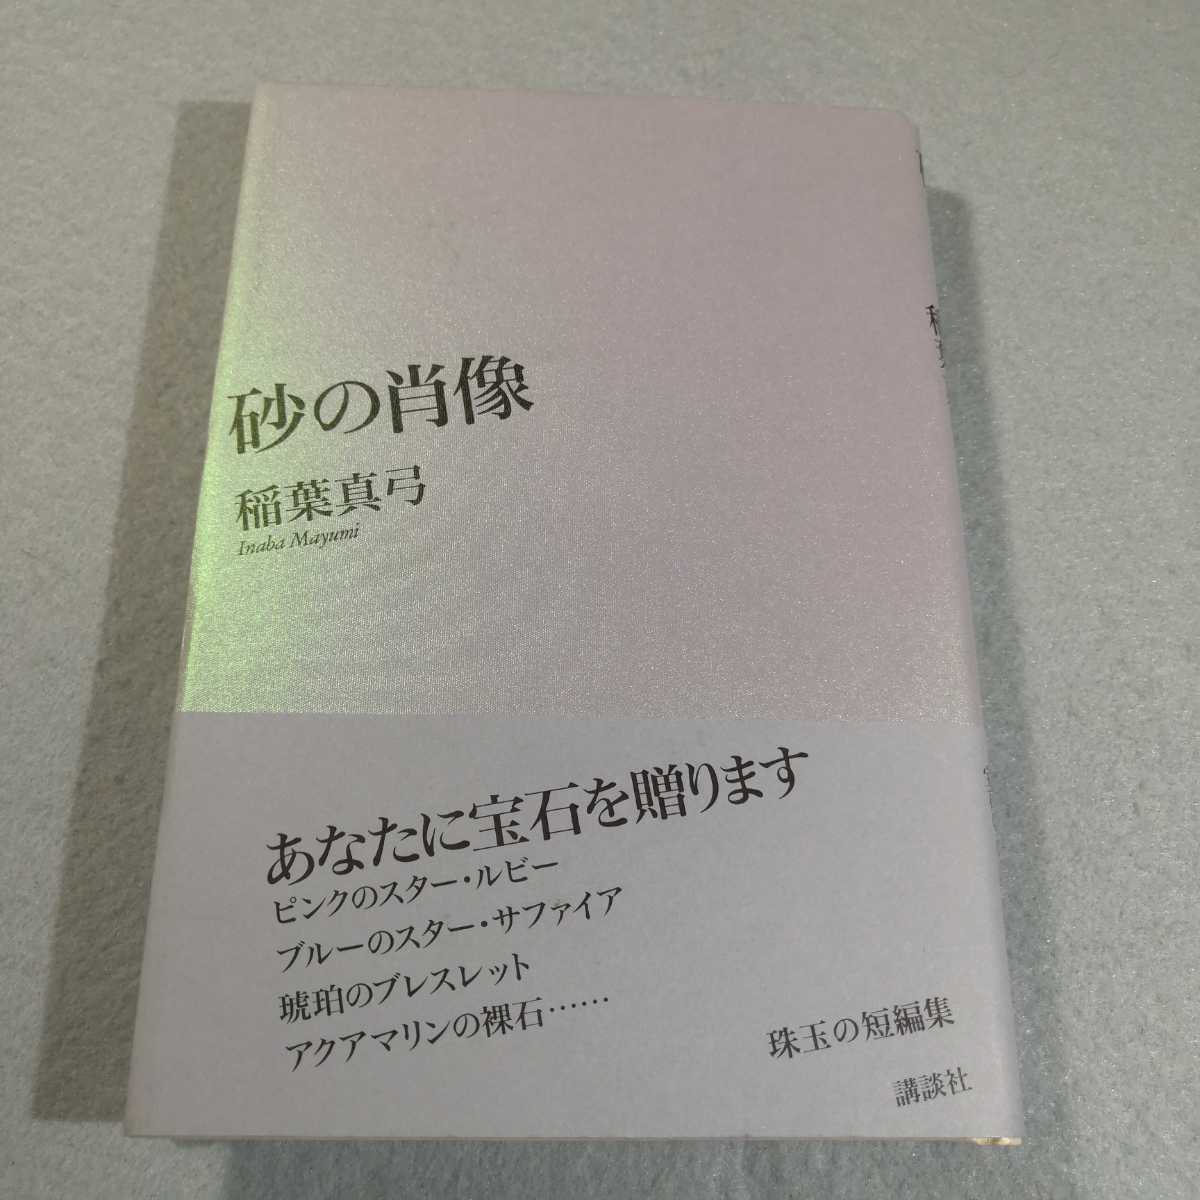 砂の肖像
稲葉真弓
Inaba Mayumi
あなたに宝石を贈ります
ピンクのスター・ルビー
ブルーのスター・サファイア
琥珀のブレスレット
アクアマリンの裸石……
珠玉の短編集
講談社